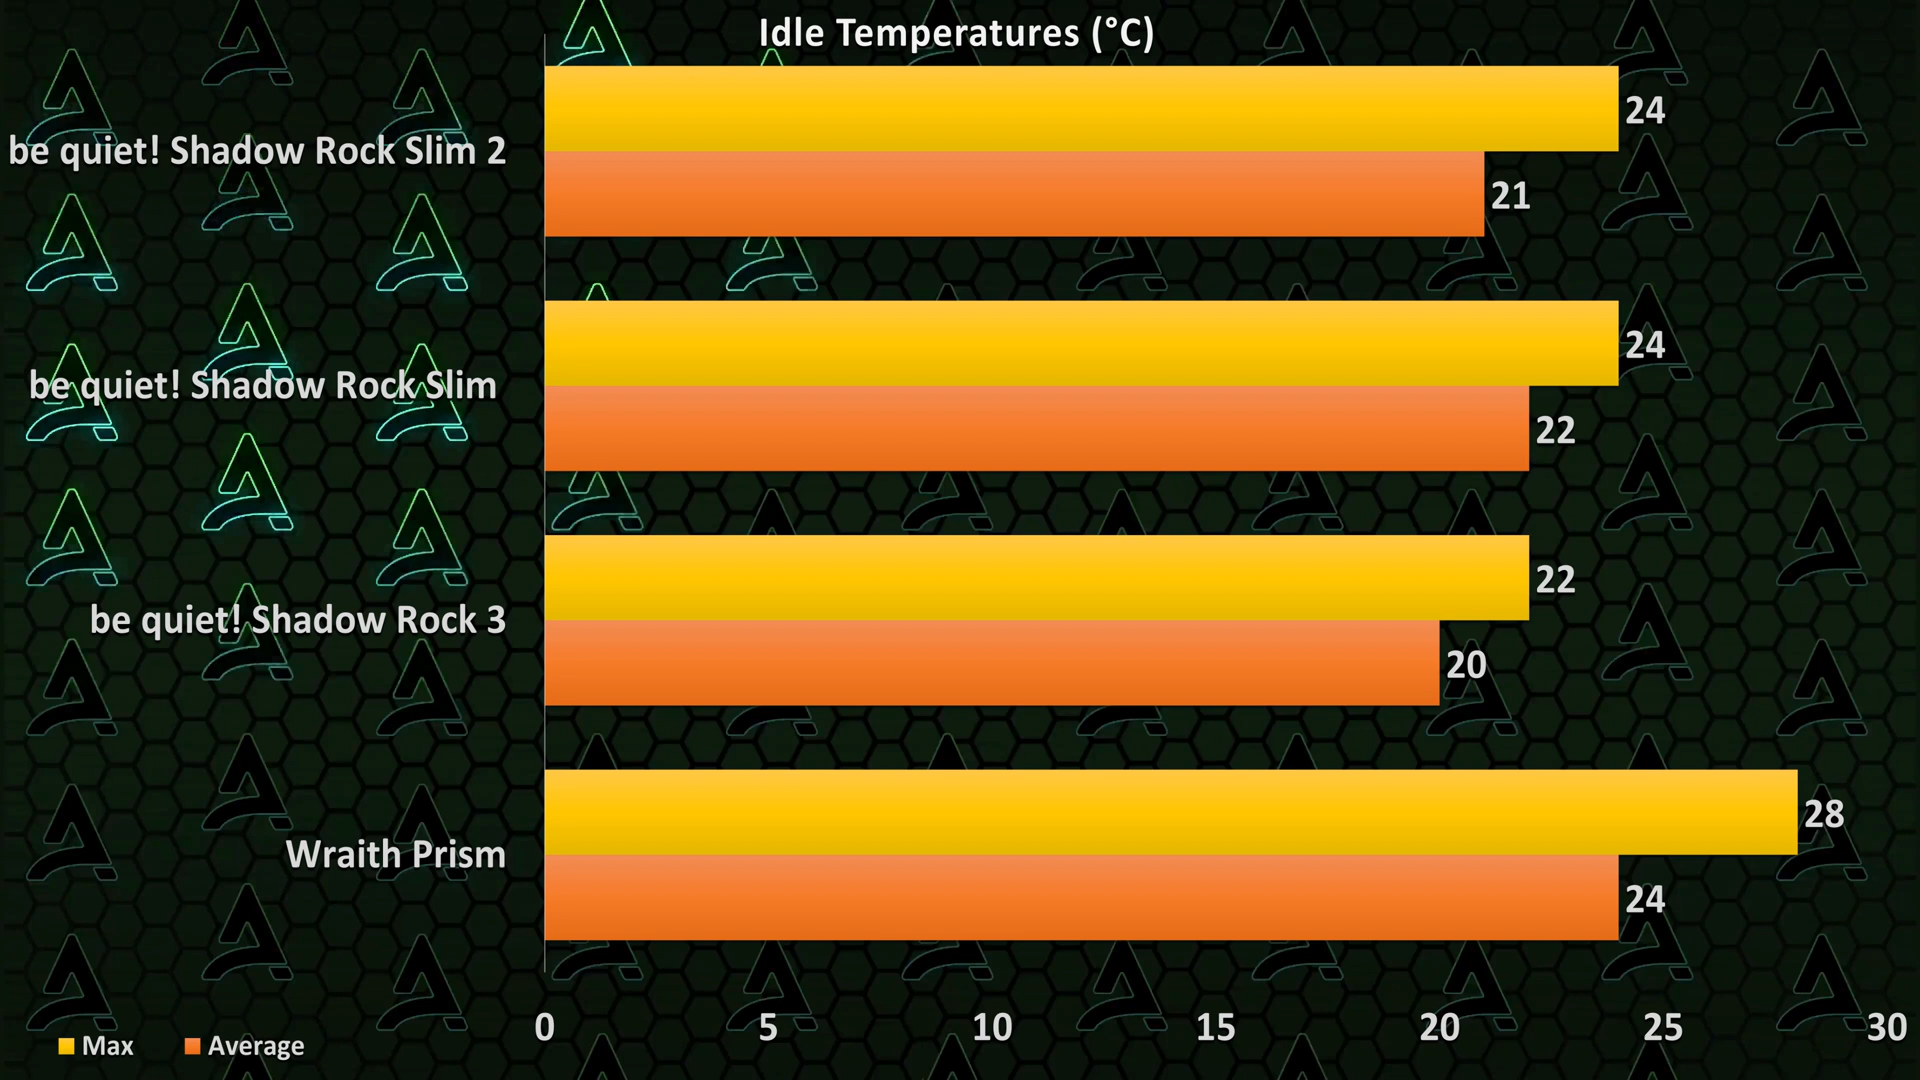 Idle Temperatures (°C)
be quiet! Shadow Rock Slim 2
24
21
be quiet! Shadow Rock Slim
24
22
be quiet! Shadow Rock 3
22
20
Wraith Prism
28
24
0 5 10 15 20 25 30
Max Average